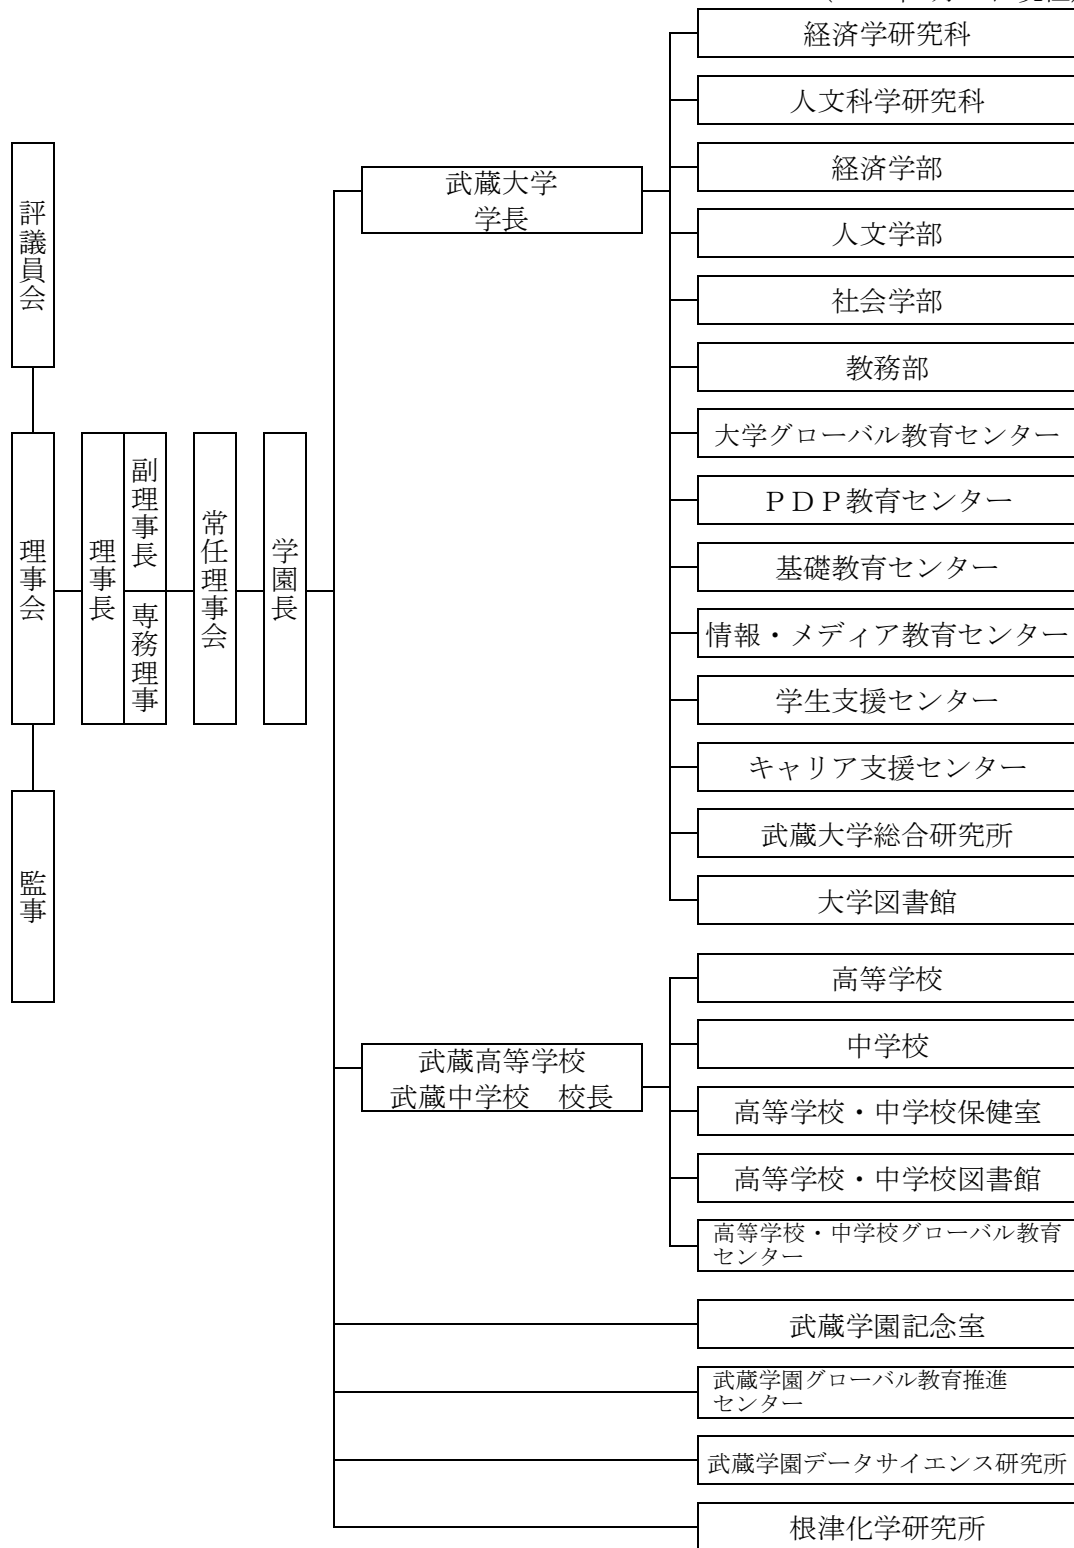 評議員会
理事会
監事
理事長
副理事長
専務理事
常任理事会
学園長
武蔵大学
学長
経済学研究科
人文科学研究科
経済学部
人文学部
社会学部
教務部
大学グローバル教育センター
ＰＤＰ教育センター
基礎教育センター
情報・メディア教育センター
学生支援センター
キャリア支援センター
武蔵大学総合研究所
大学図書館
武蔵高等学校
武蔵中学校　校長
高等学校
中学校
高等学校・中学校保健室
高等学校・中学校図書館
高等学校・中学校グローバル教育
センター
武蔵学園記念室
武蔵学園グローバル教育推進
センター
武蔵学園データサイエンス研究所
根津化学研究所